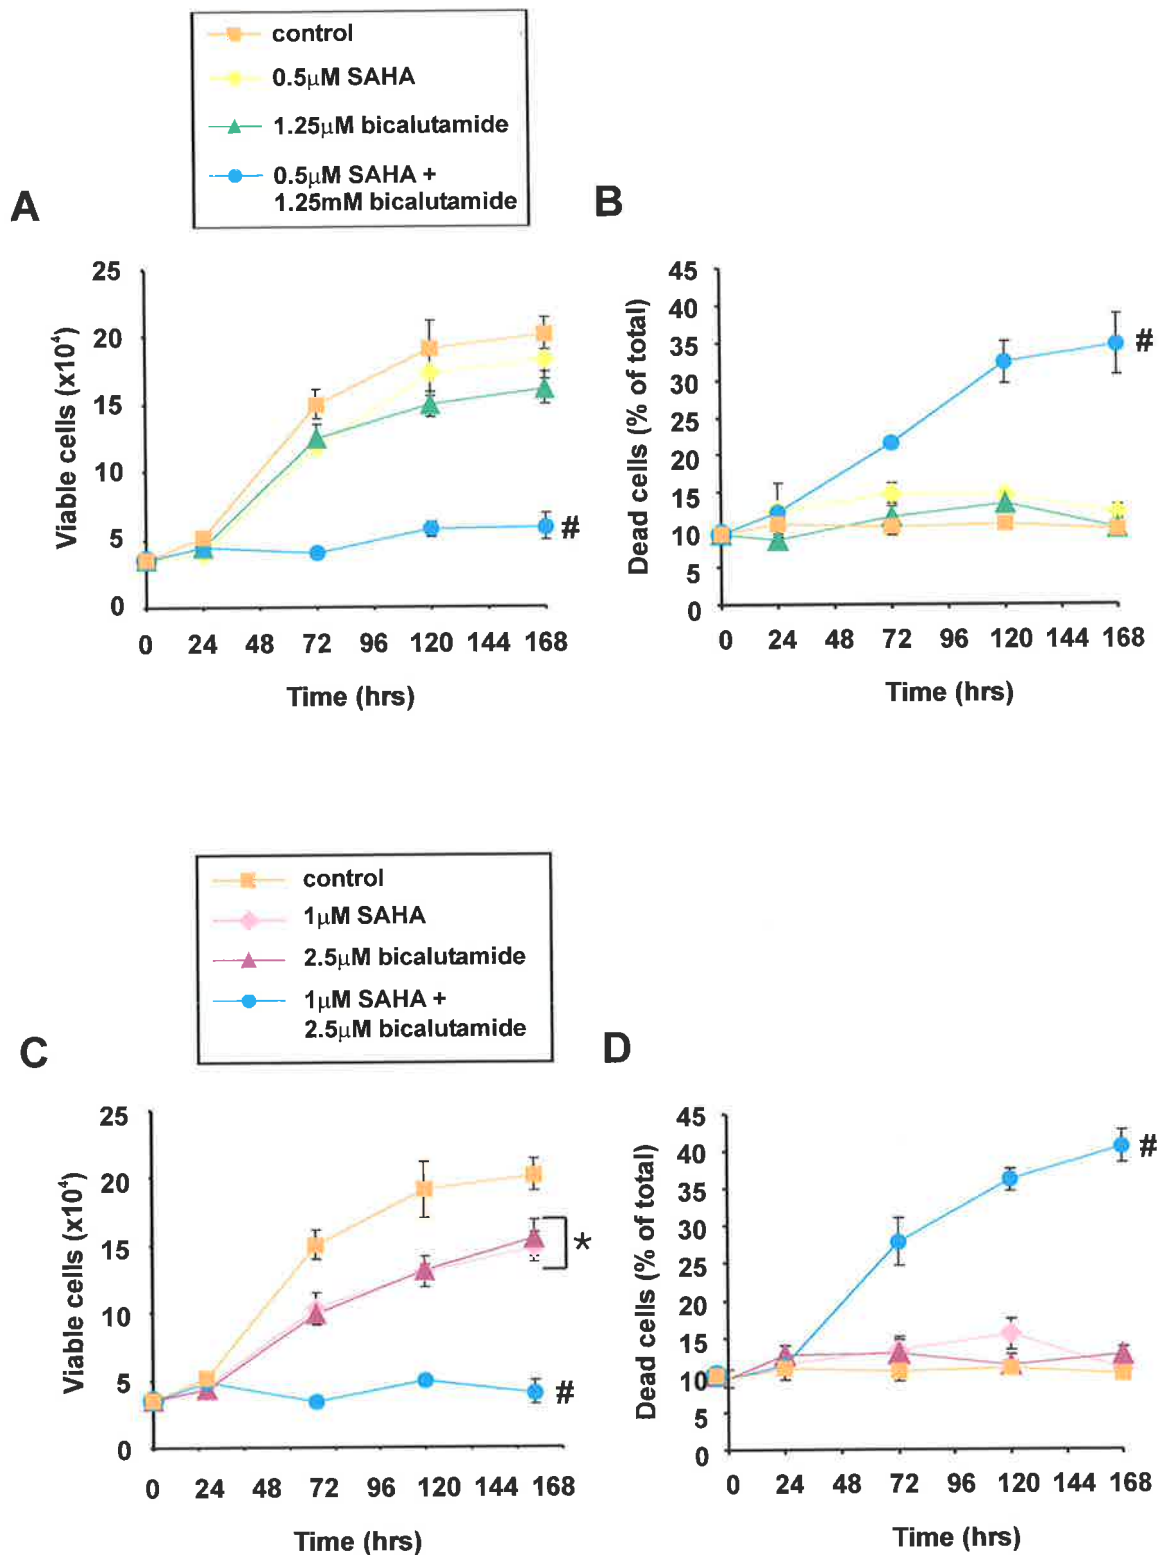 control
0.5μM SAHA
1.25μM bicalutamide
0.5μM SAHA +
1.25mM bicalutamide
A
B
25
20
15
10
5
0
Viable cells (x10⁴)
#
0 24 48 72 96 120 144 168
Time (hrs)
45
40
35
30
25
20
15
10
5
0
Dead cells (% of total)
#
0 24 48 72 96 120 144 168
Time (hrs)
control
1μM SAHA
2.5μM bicalutamide
1μM SAHA +
2.5μM bicalutamide
C
D
25
20
15
10
5
0
Viable cells (x10⁴)
*
#
0 24 48 72 96 120 144 168
Time (hrs)
45
40
35
30
25
20
15
10
5
0
Dead cells (% of total)
#
0 24 48 72 96 120 144 168
Time (hrs)